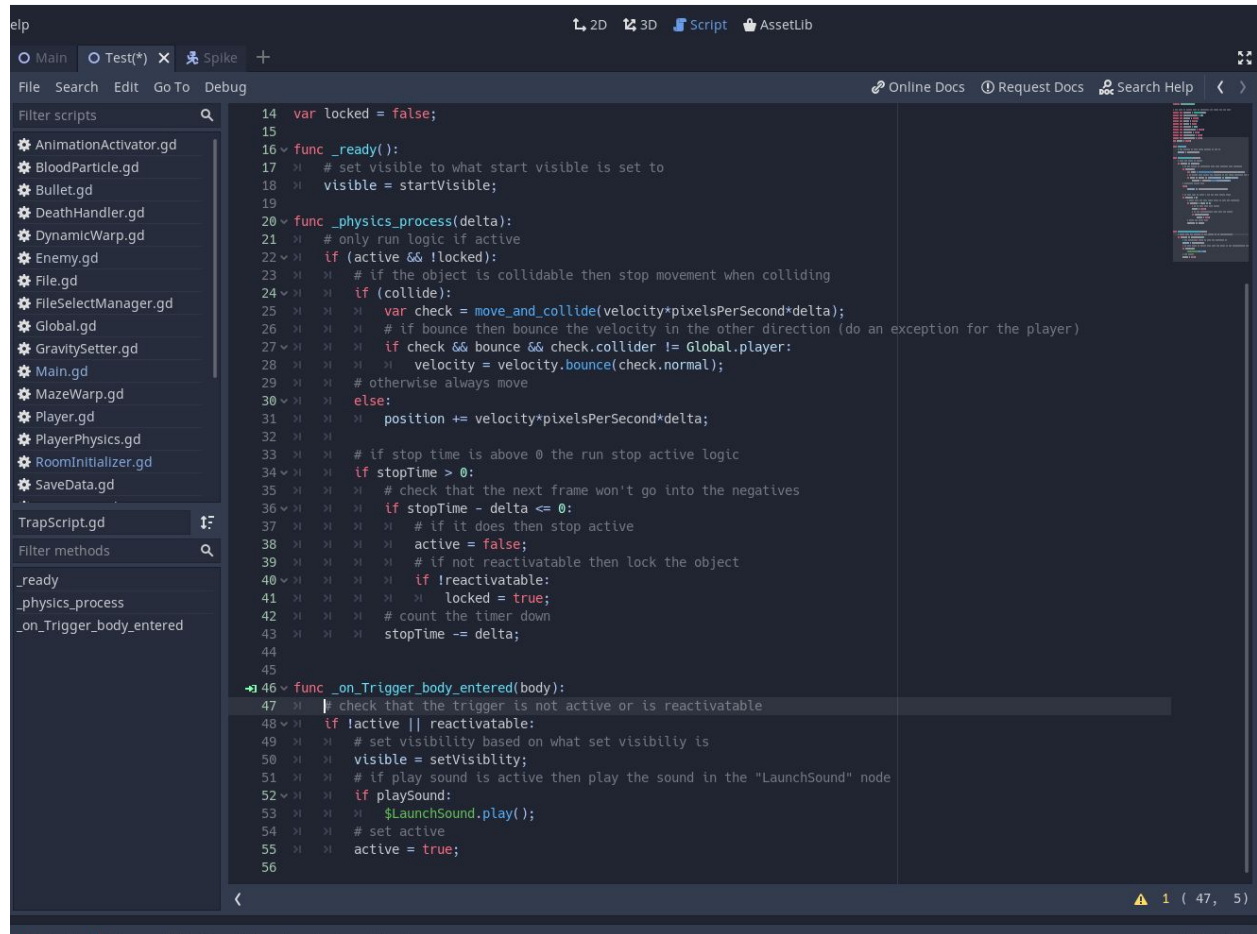 elp
2D 3D Script AssetLib
Main Test(*) Spike
File Search Edit Go To Debug
Online Docs Request Docs Search Help
Filter scripts
AnimationActivator.gd
BloodParticle.gd
Bullet.gd
DeathHandler.gd
DynamicWarp.gd
Enemy.gd
File.gd
FileSelectManager.gd
Global.gd
GravitySetter.gd
Main.gd
MazeWarp.gd
Player.gd
PlayerPhysics.gd
RoomInitializer.gd
SaveData.gd
TrapScript.gd
Filter methods
_ready
_physics_process
_on_Trigger_body_entered
14 var locked = false;
15
16 func _ready():
17 # set visible to what start visible is set to
18 visible = startVisible;
19
20 func _physics_process(delta):
21 # only run logic if active
22 if (active && !locked):
23 # if the object is collidable then stop movement when colliding
24 if (collide):
25 var check = move_and_collide(velocity*pixelsPerSecond*delta);
26 # if bounce then bounce the velocity in the other direction (do an exception for the player)
27 if check && bounce && check.collider != Global.player:
28 velocity = velocity.bounce(check.normal);
29 # otherwise always move
30 else:
31 position += velocity*pixelsPerSecond*delta;
32
33 # if stop time is above 0 the run stop active logic
34 if stopTime > 0:
35 # check that the next frame won't go into the negatives
36 if stopTime - delta <= 0:
37 # if it does then stop active
38 active = false;
39 # if not reactivatable then lock the object
40 if !reactivatable:
41 locked = true;
42 # count the timer down
43 stopTime -= delta;
44
45
46 func _on_Trigger_body_entered(body):
47 # check that the trigger is not active or is reactivatable
48 if !active || reactivatable:
49 # set visibility based on what set visibiliy is
50 visible = setVisiblity;
51 # if play sound is active then play the sound in the "LaunchSound" node
52 if playSound:
53 $LaunchSound.play();
54 # set active
55 active = true;
56
1 ( 47, 5)